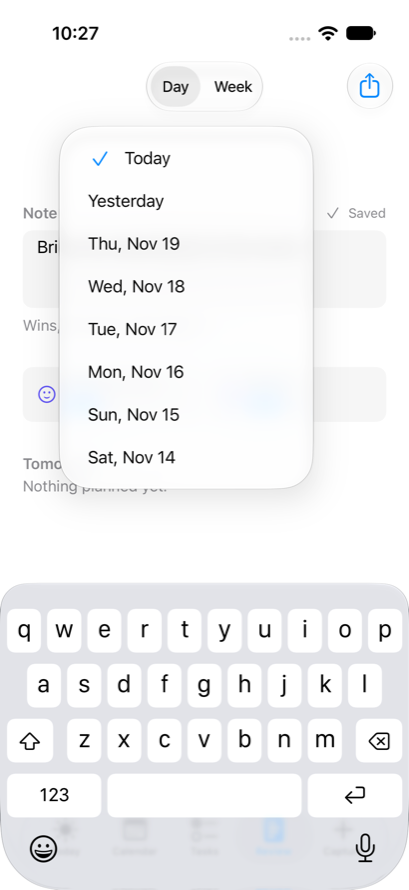 10:27
Day Week
Today
Yesterday
Note
Saved
Thu, Nov 19
Bri
Wed, Nov 18
Wins,
Tue, Nov 17
Mon, Nov 16
Sun, Nov 15
Sat, Nov 14
Tomo
Nothing planned yet.
q w e r t y u i o p
a s d f g h j k l
z x c v b n m
123